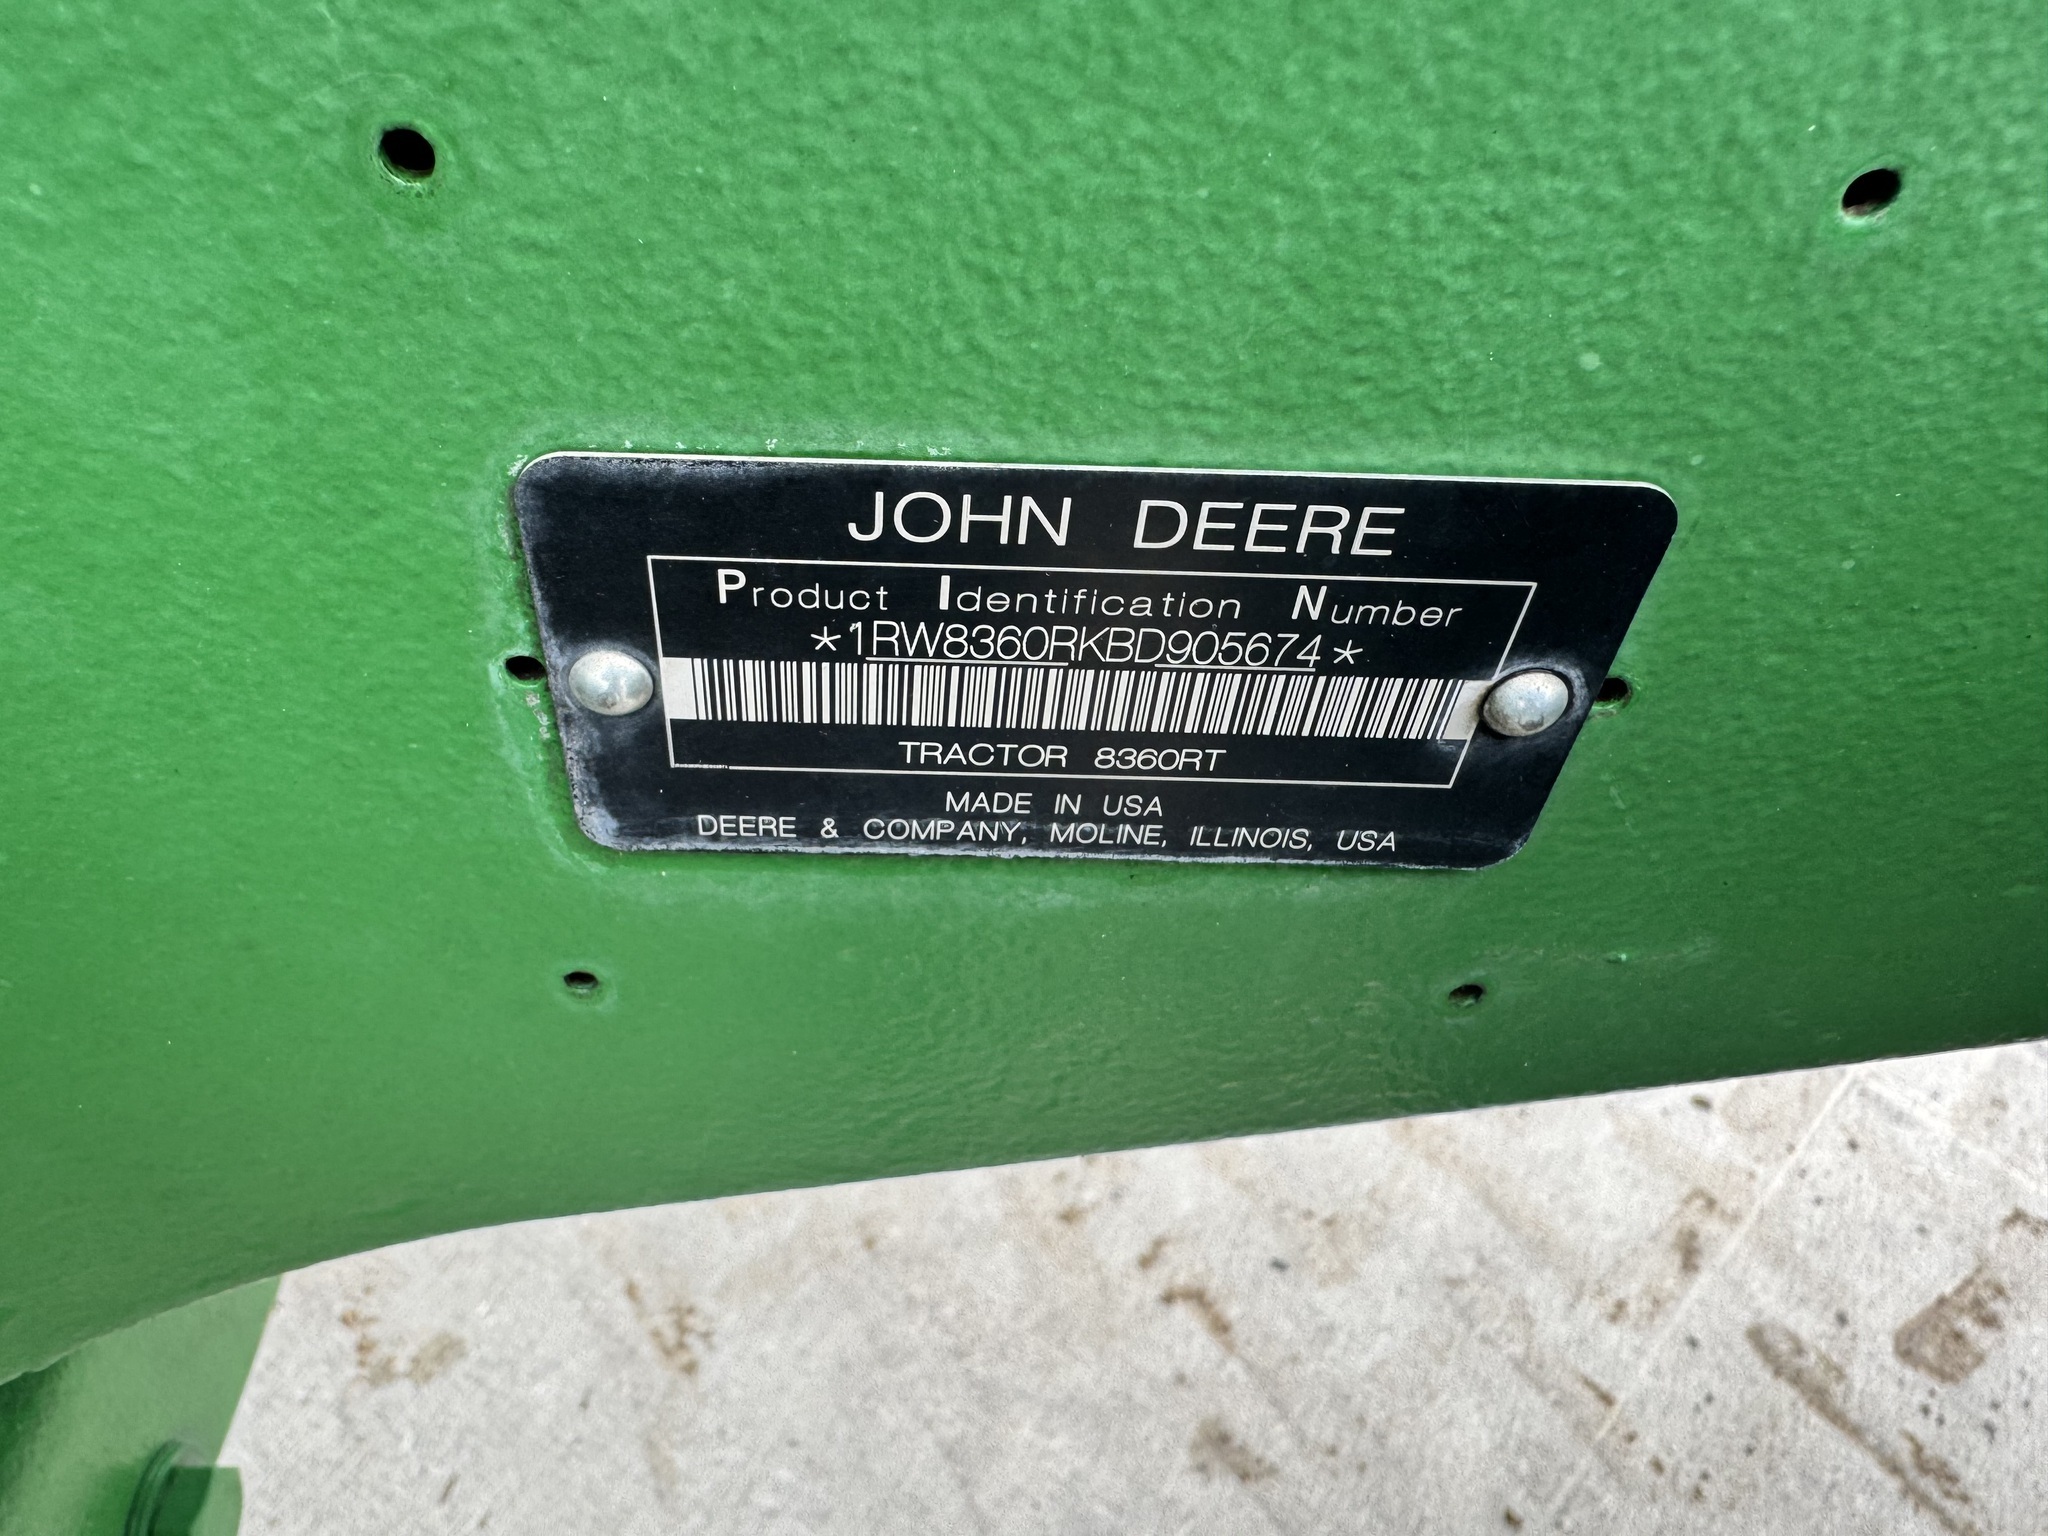 JOHN DEERE
Product Identification Number
*1RW8360RKBD905674*
TRACTOR 8360RT
MADE IN USA
DEERE & COMPANY, MOLINE, ILLINOIS, USA